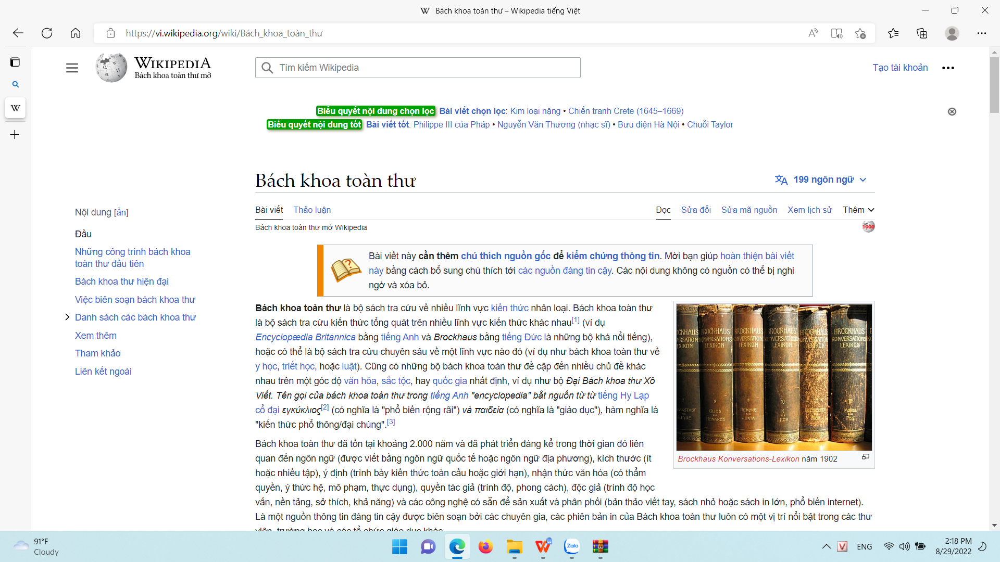 Bách khoa toàn thư – Wikipedia tiếng Việt
https://vi.wikipedia.org/wiki/Bách_khoa_toàn_thư
WIKIPEDIA
Bách khoa toàn thư mở
Tìm kiếm Wikipedia
Tạo tài khoản
Biểu quyết nội dung chọn lọc Bài viết chọn lọc: Kim loại nặng • Chiến tranh Crete (1645–1669)
Biểu quyết nội dung tốt Bài viết tốt: Philippe III của Pháp • Nguyễn Văn Thương (nhạc sĩ) • Bưu điện Hà Nội • Chuỗi Taylor
Bách khoa toàn thư
199 ngôn ngữ
Nội dung [ẩn]
Đầu
Những công trình bách khoa
toàn thư đầu tiên
Bách khoa thư hiện đại
Việc biên soạn bách khoa thư
Danh sách các bách khoa thư
Xem thêm
Tham khảo
Liên kết ngoài
Bài viết Thảo luận
Đọc Sửa đổi Sửa mã nguồn Xem lịch sử Thêm
Bách khoa toàn thư mở Wikipedia
1000
Bài viết này cần thêm chú thích nguồn gốc để kiểm chứng thông tin. Mời bạn giúp hoàn thiện bài viết
này bằng cách bổ sung chú thích tới các nguồn đáng tin cậy. Các nội dung không có nguồn có thể bị nghi
ngờ và xóa bỏ.
Bách khoa toàn thư là bộ sách tra cứu về nhiều lĩnh vực kiến thức nhân loại. Bách khoa toàn thư
là bộ sách tra cứu kiến thức tổng quát trên nhiều lĩnh vực kiến thức khác nhau[1] (ví dụ
Encyclopædia Britannica bằng tiếng Anh và Brockhaus bằng tiếng Đức là những bộ khá nổi tiếng),
hoặc có thể là bộ sách tra cứu chuyên sâu về một lĩnh vực nào đó (ví dụ như bách khoa toàn thư về
y học, triết học, hoặc luật). Cũng có những bộ bách khoa toàn thư đề cập đến nhiều chủ đề khác
nhau trên một góc độ văn hóa, sắc tộc, hay quốc gia nhất định, ví dụ như bộ Đại Bách khoa thư Xô
Viết. Tên gọi của bách khoa toàn thư trong tiếng Anh "encyclopedia" bắt nguồn từ từ tiếng Hy Lạp
cổ đại εγκύκλιος[2] (có nghĩa là "phổ biến rộng rãi") và παιδεία (có nghĩa là "giáo dục"), hàm nghĩa là
"kiến thức phổ thông/đại chúng".[3]
BROCKHAUS KONVERSATIONS LEXIKON
Brockhaus Konversations-Lexikon năm 1902
Bách khoa toàn thư đã tồn tại khoảng 2.000 năm và đã phát triển đáng kể trong thời gian đó liên
quan đến ngôn ngữ (được viết bằng ngôn ngữ quốc tế hoặc ngôn ngữ địa phương), kích thước (ít
hoặc nhiều tập), ý định (trình bày kiến thức toàn cầu hoặc giới hạn), nhận thức văn hóa (có thẩm
quyền, ý thức hệ, mô phạm, thực dụng), quyền tác giả (trình độ, phong cách), độc giả (trình độ học
vấn, nền tảng, sở thích, khả năng) và các công nghệ có sẵn để sản xuất và phân phối (bản thảo viết tay, sách nhỏ hoặc sách in lớn, phổ biến internet).
Là một nguồn thông tin đáng tin cậy được biên soạn bởi các chuyên gia, các phiên bản in của Bách khoa toàn thư luôn có một vị trí nổi bật trong các thư
viện, trường học và các tổ chức giáo dục khác.
91°F
Cloudy
Zalo
ENG
2:18 PM
8/29/2022